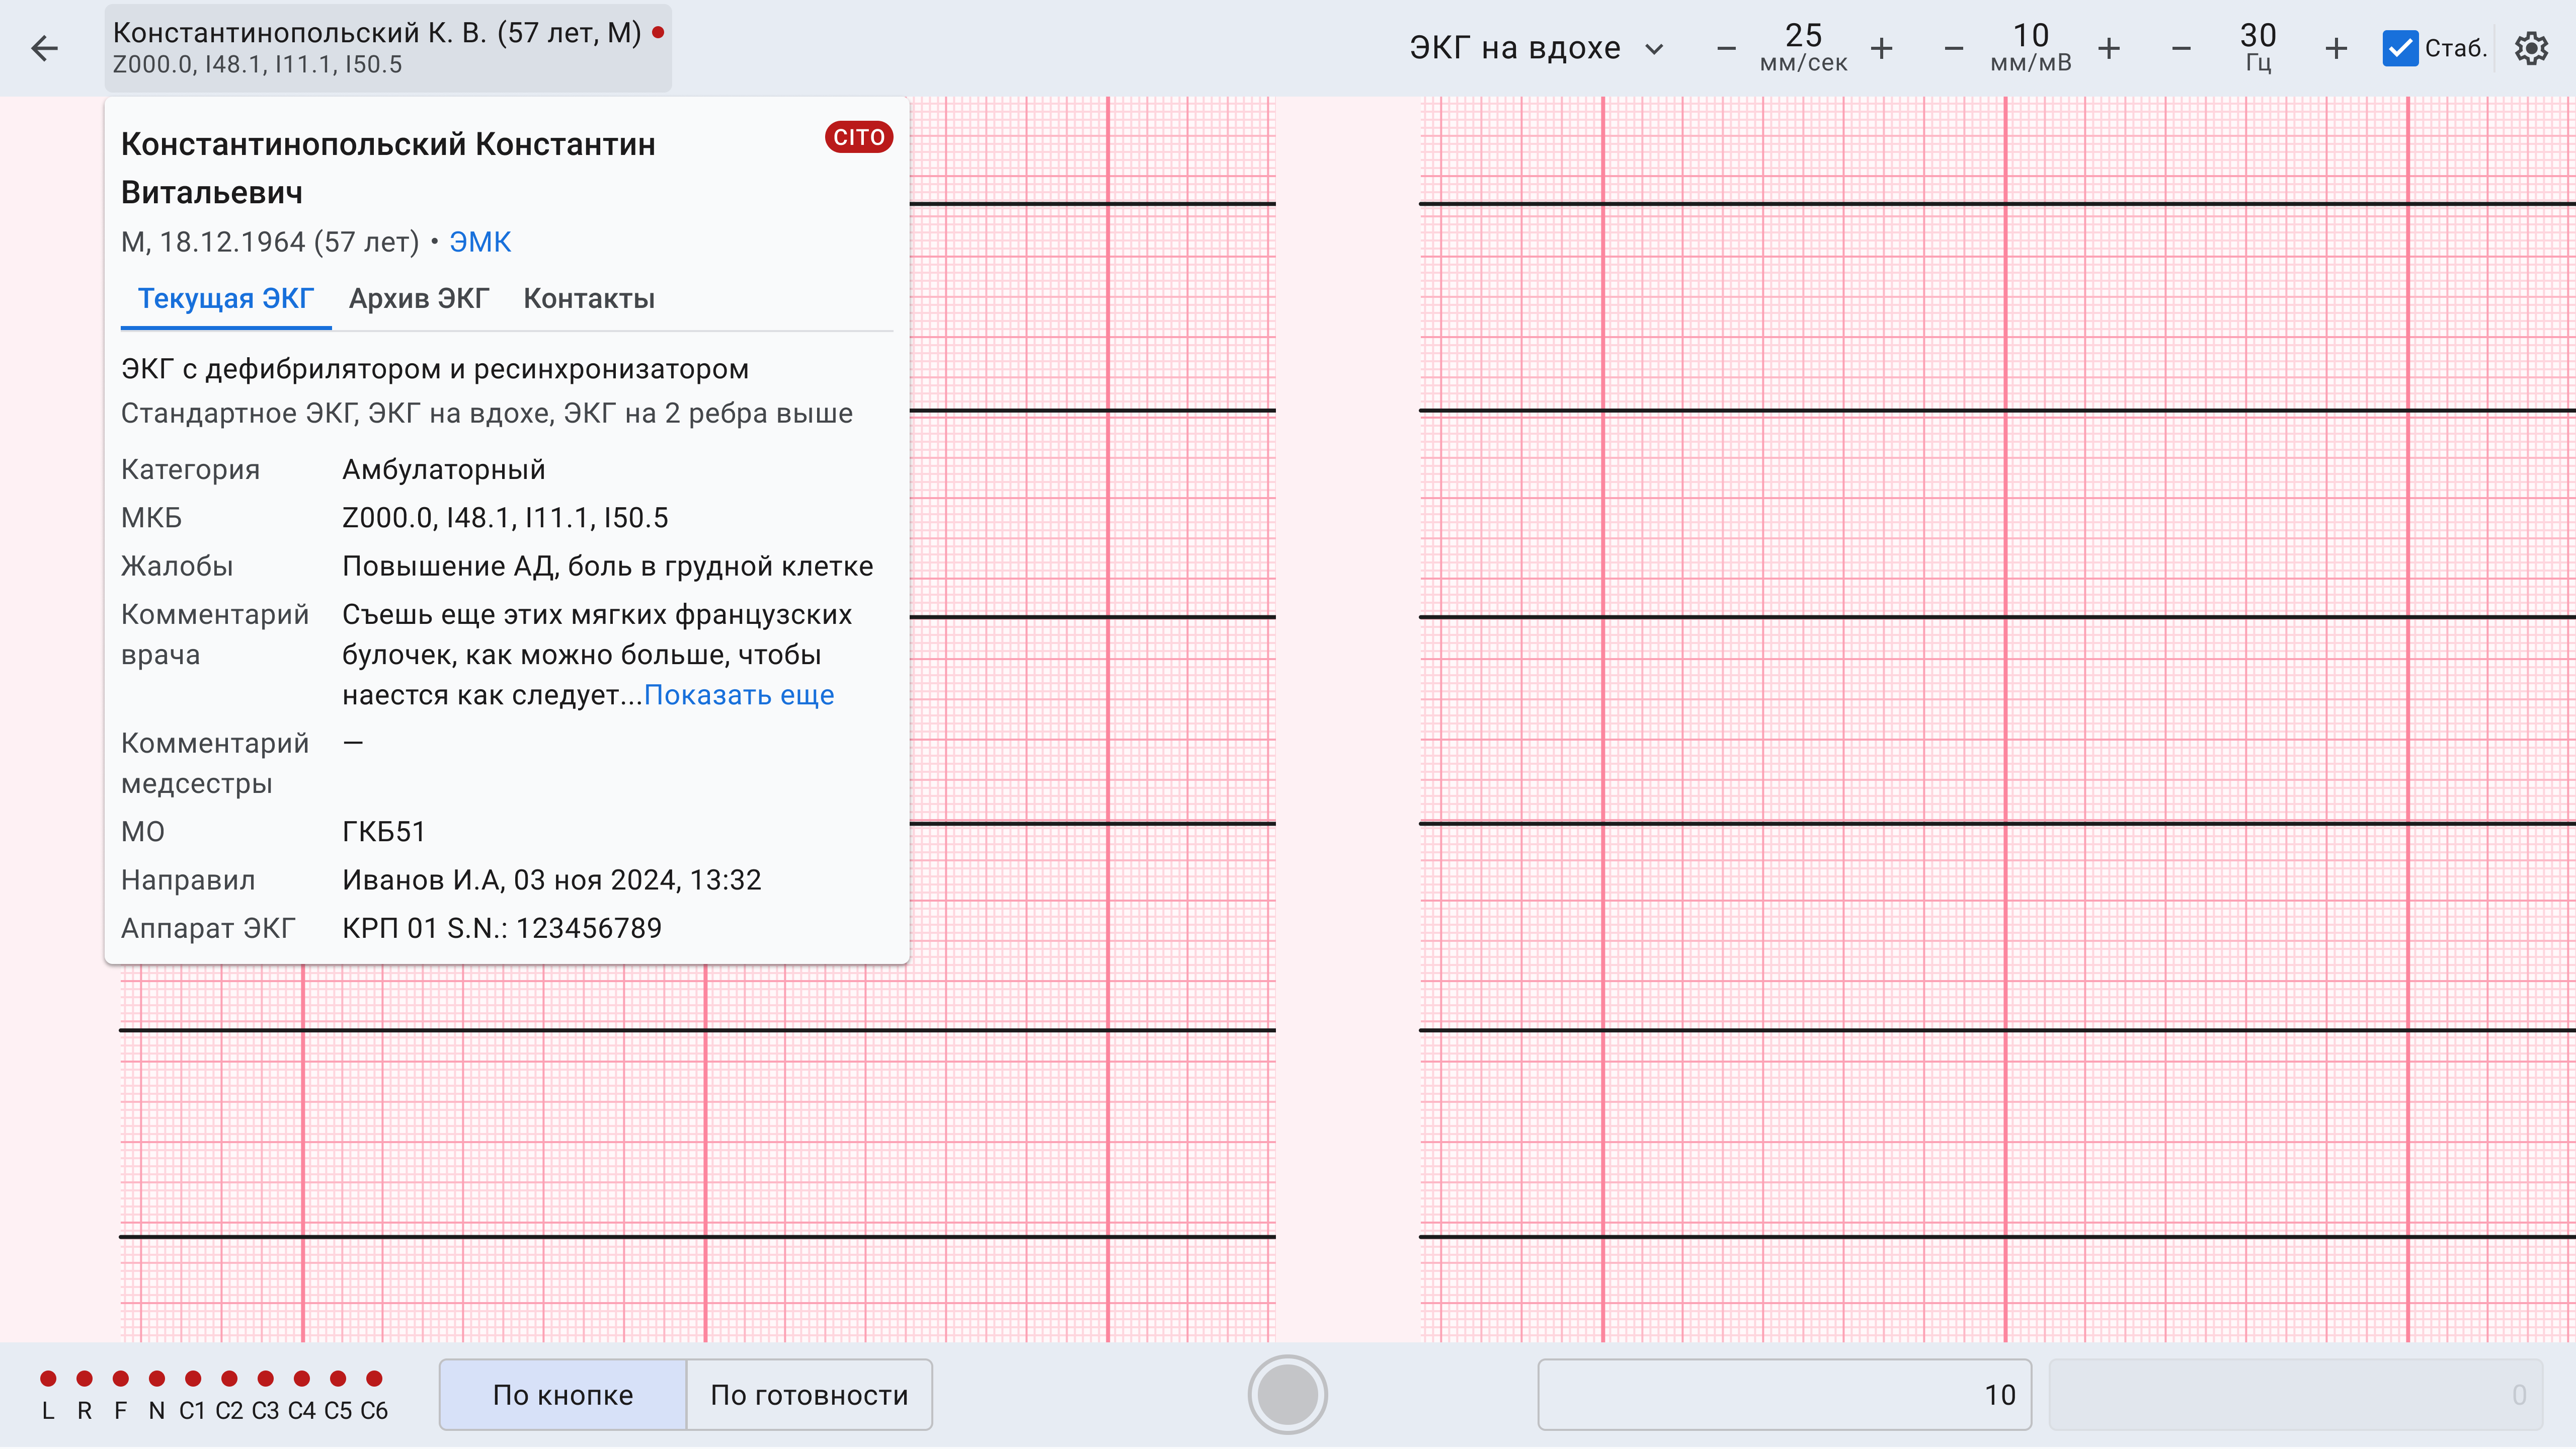 Константинопольский К. В. (57 лет, М)
Z000.0, I48.1, I11.1, I50.5
ЭКГ на вдохе
25
мм/сек
10
мм/мВ
30
Гц
Стаб.
Константинопольский Константин
Витальевич
CITO
М, 18.12.1964 (57 лет) • ЭМК
Текущая ЭКГ Архив ЭКГ Контакты
ЭКГ с дефибрилятором и ресинхронизатором
Стандартное ЭКГ, ЭКГ на вдохе, ЭКГ на 2 ребра выше
Категория Амбулаторный
МКБ Z000.0, I48.1, I11.1, I50.5
Жалобы Повышение АД, боль в грудной клетке
Комментарий врача
Съешь еще этих мягких французских
булочек, как можно больше, чтобы
наестся как следует...Показать еще
Комментарий —
медсестры
МО ГКБ51
Направил Иванов И.А, 03 ноя 2024, 13:32
Аппарат ЭКГ КРП 01 S.N.: 123456789
L R F N C1 C2 C3 C4 C5 C6
По кнопке По готовности
10
0